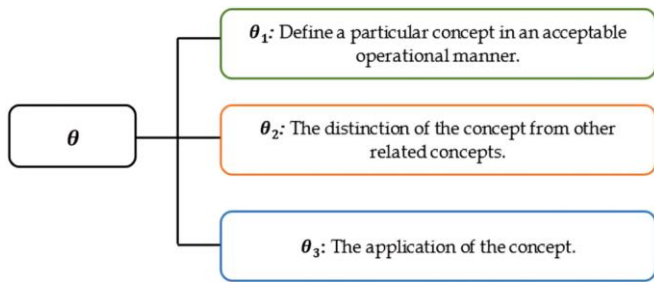 θ₁: Define a particular concept in an acceptable
operational manner.
θ
θ₂: The distinction of the concept from other
related concepts.
θ₃: The application of the concept.